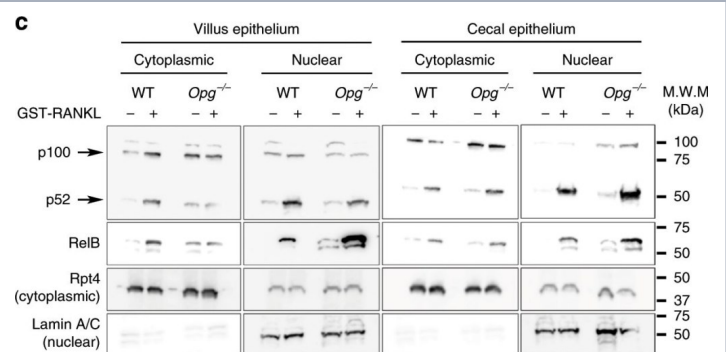 c
Villus epithelium Cecal epithelium
Cytoplasmic Nuclear Cytoplasmic Nuclear
WT Opg–/– WT Opg–/– WT Opg–/– WT Opg–/– M.W.M
GST-RANKL – + – + – + – + – + – + – + – + (kDa)
p100 100
75
p52 50
75
RelB
50
Rpt4 50
(cytoplasmic) 37
Lamin A/C 75
(nuclear) 50